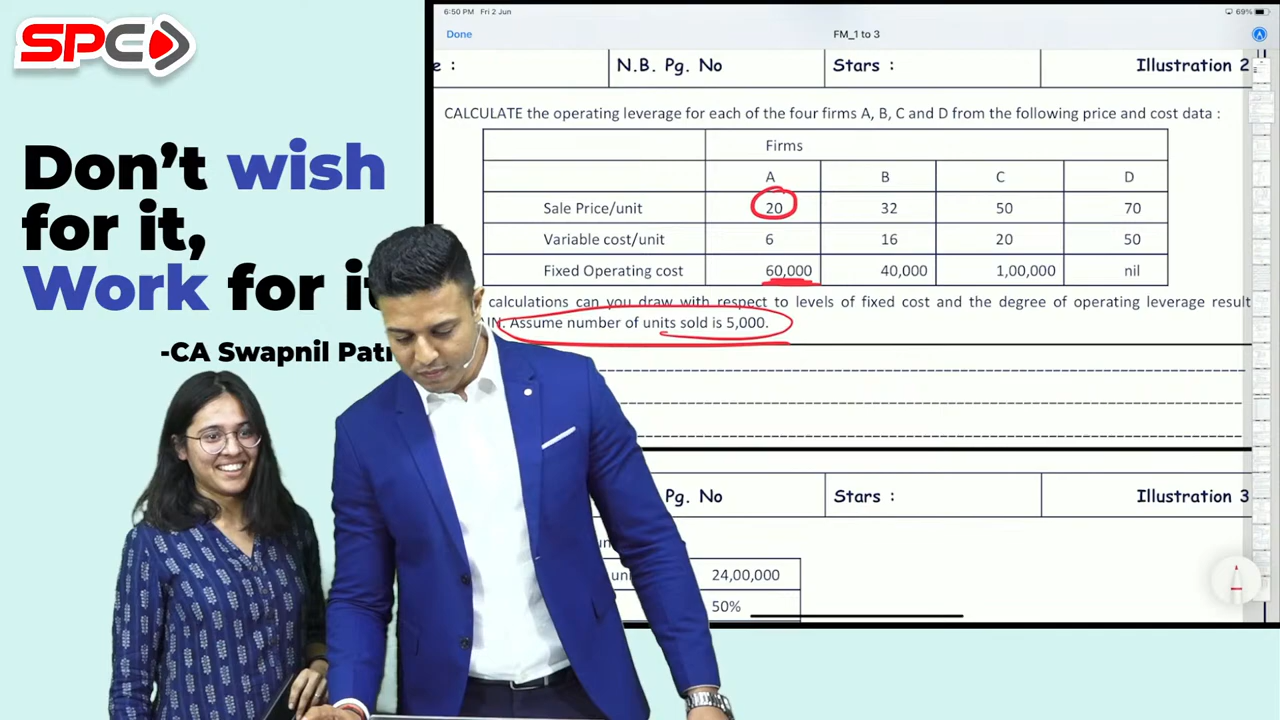 SPC
Don't wish
for it,
Work for it
-CA Swapnil Patr
6:50 PM Fri 2 Jun
69%
Done
FM_1 to 3
e :
N.B. Pg. No
Stars :
Illustration 2
CALCULATE the operating leverage for each of the four firms A, B, C and D from the following price and cost data :
Firms
A B C D
Sale Price/unit 20 32 50 70
Variable cost/unit 6 16 20 50
Fixed Operating cost 60,000 40,000 1,00,000 nil
calculations can you draw with respect to levels of fixed cost and the degree of operating leverage result
IN. Assume number of units sold is 5,000.
Pg. No
Stars :
Illustration 3
24,00,000
50%